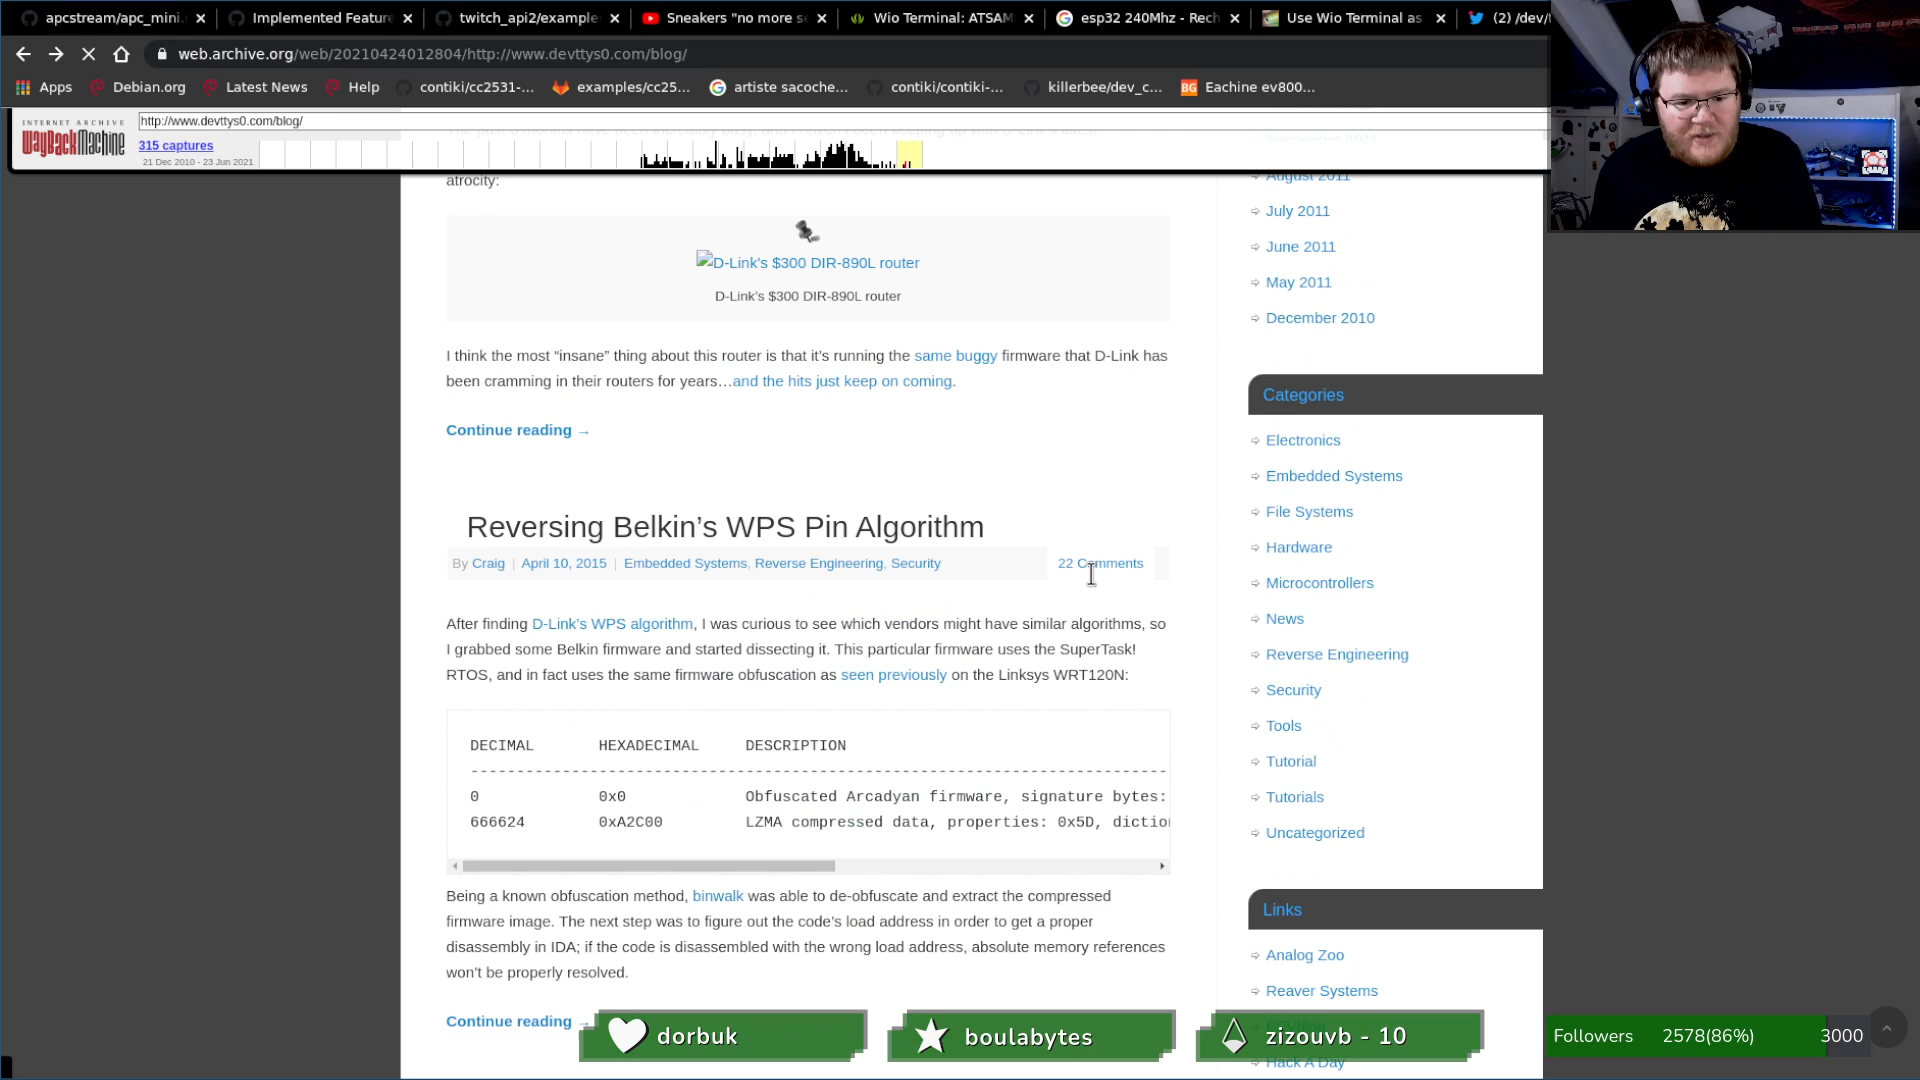 apcstream/apc_mini.
Implemented Feature
twitch_api2/example
Sneakers "no more se
Wio Terminal: ATSAM
esp32 240Mhz - Rech
Use Wio Terminal as
(2) /dev/t
web.archive.org/web/20210424012804/http://www.devttys0.com/blog/
Apps
Debian.org
Latest News
Help
contiki/cc2531-...
examples/cc25...
artiste sacoche...
contiki/contiki-...
killerbee/dev_c...
BG
Eachine ev800...
INTERNET ARCHIVE
WayBackMachine
http://www.devttys0.com/blog/
315 captures
21 Dec 2010 - 23 Jun 2021
atrocity:
D-Link's $300 DIR-890L router
D-Link's $300 DIR-890L router
I think the most “insane” thing about this router is that it’s running the same buggy firmware that D-Link has
been cramming in their routers for years…and the hits just keep on coming.
Continue reading →
Reversing Belkin’s WPS Pin Algorithm
By Craig | April 10, 2015 | Embedded Systems, Reverse Engineering, Security
22 Comments
After finding D-Link’s WPS algorithm, I was curious to see which vendors might have similar algorithms, so
I grabbed some Belkin firmware and started dissecting it. This particular firmware uses the SuperTask!
RTOS, and in fact uses the same firmware obfuscation as seen previously on the Linksys WRT120N:
DECIMAL HEXADECIMAL DESCRIPTION
--------------------------------------------------------------------------------
0 0x0 Obfuscated Arcadyan firmware, signature bytes:
666624 0xA2C00 LZMA compressed data, properties: 0x5D, dictio
Being a known obfuscation method, binwalk was able to de-obfuscate and extract the compressed
firmware image. The next step was to figure out the code’s load address in order to get a proper
disassembly in IDA; if the code is disassembled with the wrong load address, absolute memory references
won’t be properly resolved.
Continue reading →
September 2011
August 2011
July 2011
June 2011
May 2011
December 2010
Categories
Electronics
Embedded Systems
File Systems
Hardware
Microcontrollers
News
Reverse Engineering
Security
Tools
Tutorial
Tutorials
Uncategorized
Links
Analog Zoo
Reaver Systems
Hack A Day
dorbuk
boulabytes
zizouvb - 10
Followers 2578(86%) 3000